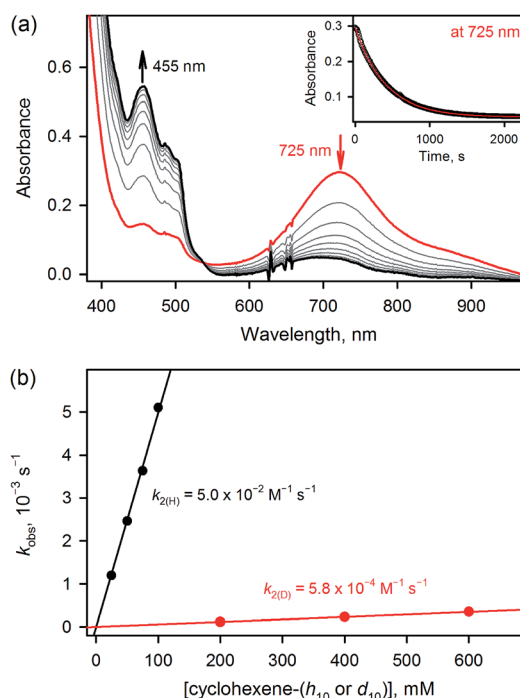 (a)
455 nm
at 725 nm
Absorbance
0.3
0.2
0.1
0
1000
2000
Time, s
725 nm
Absorbance
0.6
0.4
0.2
0.0
400 500 600 700 800 900
Wavelength, nm
(b)
k₂(H) = 5.0 x 10⁻² M⁻¹ s⁻¹
k₂(D) = 5.8 x 10⁻⁴ M⁻¹ s⁻¹
kobs, 10⁻³ s⁻¹
5
4
3
2
1
0
0 100 200 300 400 500 600
[cyclohexene-(h₁₀ or d₁₀)], mM